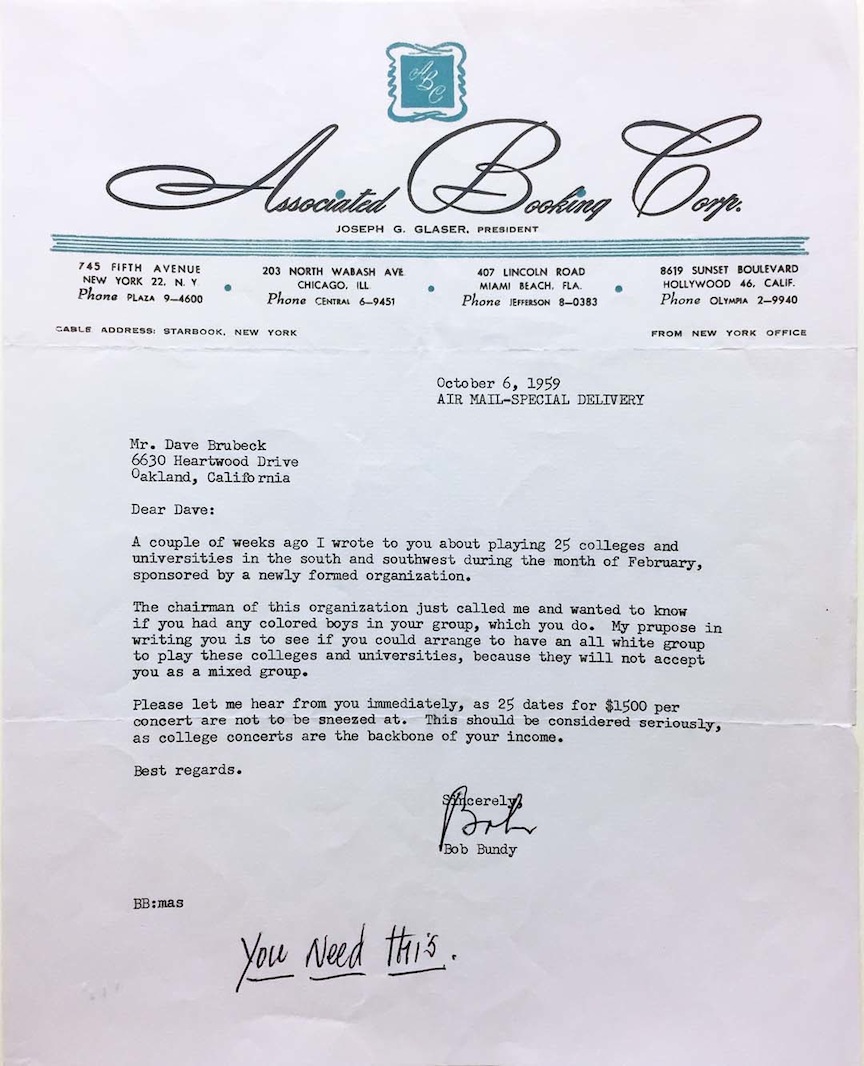 ABC
Associated Booking Corp.
JOSEPH G. GLASER, PRESIDENT
745 FIFTH AVENUE
NEW YORK 22, N. Y
Phone PLAZA 9–4600
203 NORTH WABASH AVE
CHICAGO, ILL
Phone CENTRAL 6–9451
407 LINCOLN ROAD
MIAMI BEACH, FLA.
Phone JEFFERSON 8–0383
8619 SUNSET BOULEVARD
HOLLYWOOD 46, CALIF.
Phone OLYMPIA 2–9940
CABLE ADDRESS: STARBOOK, NEW YORK
FROM NEW YORK OFFICE
October 6, 1959
AIR MAIL-SPECIAL DELIVERY
Mr. Dave Brubeck
6630 Heartwood Drive
Oakland, California
Dear Dave:
A couple of weeks ago I wrote to you about playing 25 colleges and
universities in the south and southwest during the month of February,
sponsored by a newly formed organization.
The chairman of this organization just called me and wanted to know
if you had any colored boys in your group, which you do. My prupose in
writing you is to see if you could arrange to have an all white group
to play these colleges and universities, because they will not accept
you as a mixed group.
Please let me hear from you immediately, as 25 dates for $1500 per
concert are not to be sneezed at. This should be considered seriously,
as college concerts are the backbone of your income.
Best regards.
Sincerely,
Bob
Bob Bundy
BB:mas
You Need This.